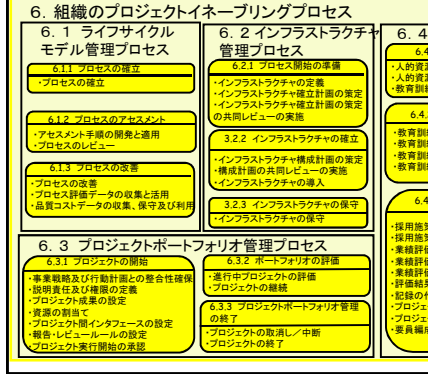 6. 組織のプロジェクトイネーブリングプロセス
6.1 ライフサイクル
モデル管理プロセス
6.1.1 プロセスの確立
・プロセスの確立
6.1.2 プロセスのアセスメント
・アセスメント手順の開発と適用
・プロセスのレビュー
6.1.3 プロセスの改善
・プロセスの改善
・プロセス評価データの収集と活用
・品質コストデータの収集、保守及び利用
6.2 インフラストラクチャ
管理プロセス
6.2.1 プロセス開始の準備
・インフラストラクチャの定義
・インフラストラクチャ確立計画の策定
・インフラストラクチャ確立計画の策定
の共同レビューの実施
3.2.2 インフラストラクチャの確立
・インフラストラクチャ構成計画の策定
・構成計画の共同レビューの実施
・インフラストラクチャの導入
3.2.3 インフラストラクチャの保守
・インフラストラクチャの保守
6.3 プロジェクトポートフォリオ管理プロセス
6.3.1 プロジェクトの開始
・事業戦略及び行動計画との整合性確保
・説明責任及び権限の定義
・プロジェクト成果の設定
・資源の割当て
・プロジェクト間インタフェースの設定
・報告・レビュールールの設定
・プロジェクト実行開始の承認
6.3.2 ポートフォリオの評価
・進行中プロジェクトの評価
・プロジェクトの継続
6.3.3 プロジェクトポートフォリオ管理
の終了
・プロジェクトの取消し／中断
・プロジェクトの終了
6.4
6.4
・人的資源
・人的資源
・教育訓練
6.4.
・教育訓練
・教育訓練
・教育訓練
・教育訓練
6.4
・採用施策
・採用施策
・業績評価
・業績評価
・業績評価
・評価結果
・記録の作
・プロジェ
・プロジェ
・要員編成